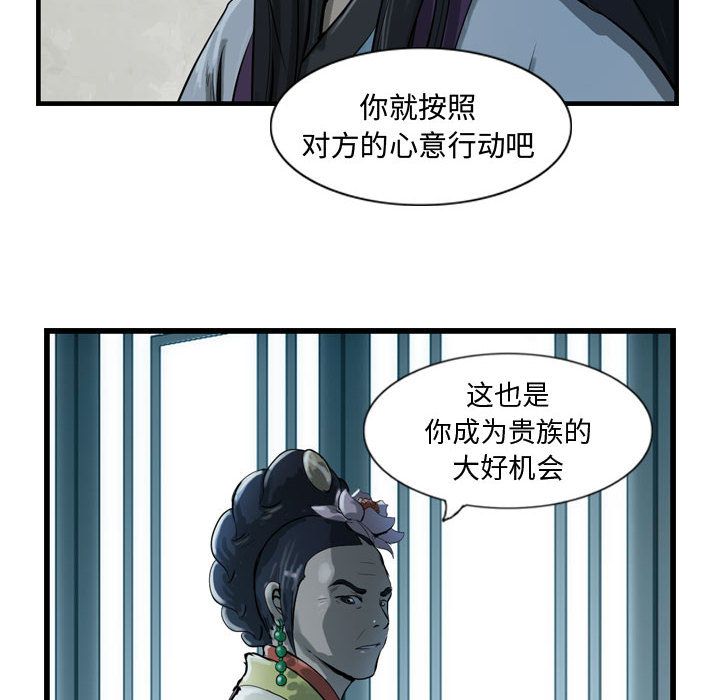 你就按照
对方的心意行动吧
这也是
你成为贵族的
大好机会